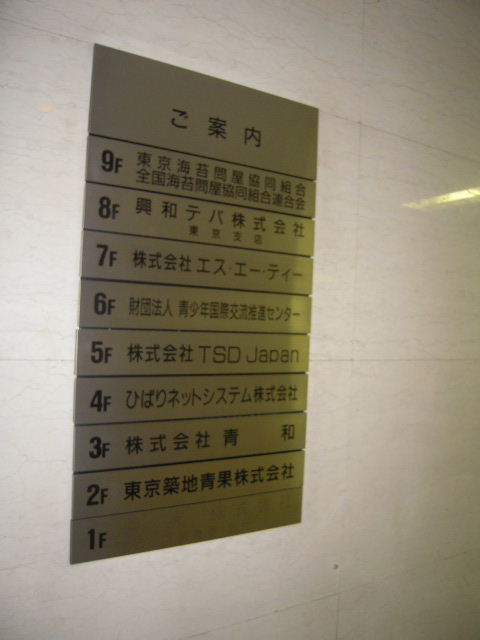 ご案内
9F 東京海苔問屋協同組合
全国海苔問屋協同組合連合会
8F 興和テバ株式会社
東京支店
7F 株式会社エス・エー・ティー
6F 財団法人 青少年国際交流推進センター
5F 株式会社 TSD Japan
4F ひばりネットシステム株式会社
3F 株式会社青 和
2F 東京築地青果株式会社
1F